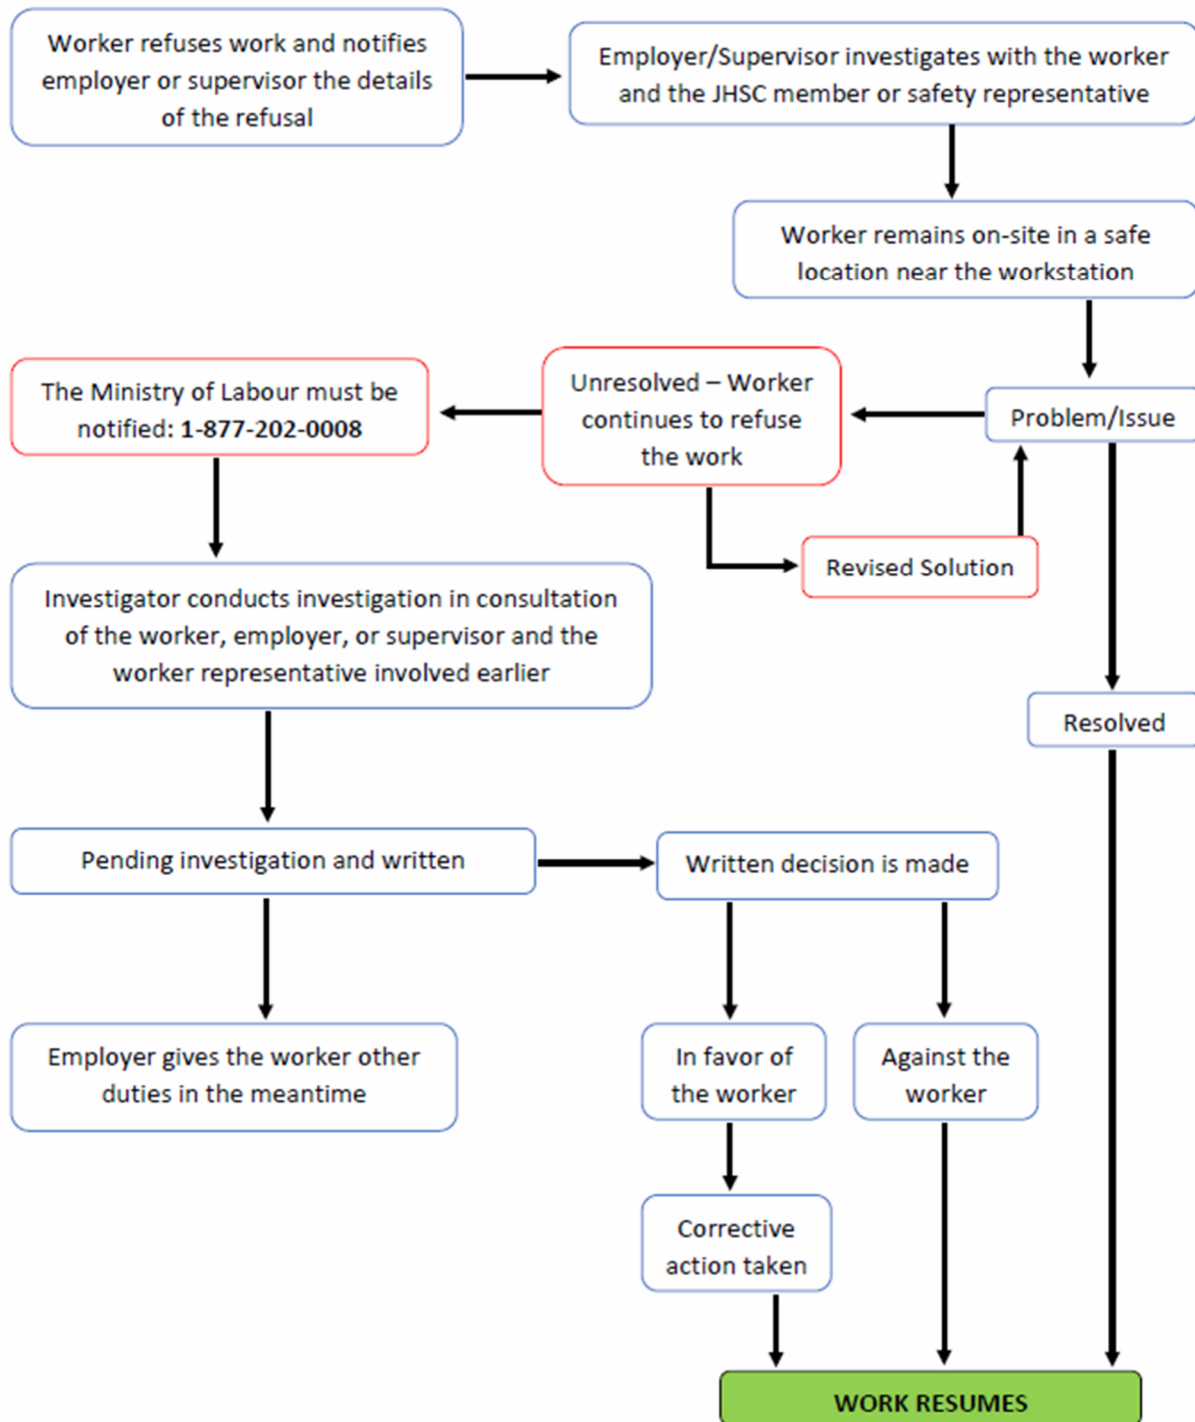 Worker refuses work and notifies
employer or supervisor the details
of the refusal
Employer/Supervisor investigates with the worker
and the JHSC member or safety representative
Worker remains on-site in a safe
location near the workstation
Problem/Issue
Unresolved – Worker
continues to refuse
the work
The Ministry of Labour must be
notified: 1-877-202-0008
Revised Solution
Investigator conducts investigation in consultation
of the worker, employer, or supervisor and the
worker representative involved earlier
Resolved
Pending investigation and written
Written decision is made
Employer gives the worker other
duties in the meantime
In favor of
the worker
Against the
worker
Corrective
action taken
WORK RESUMES